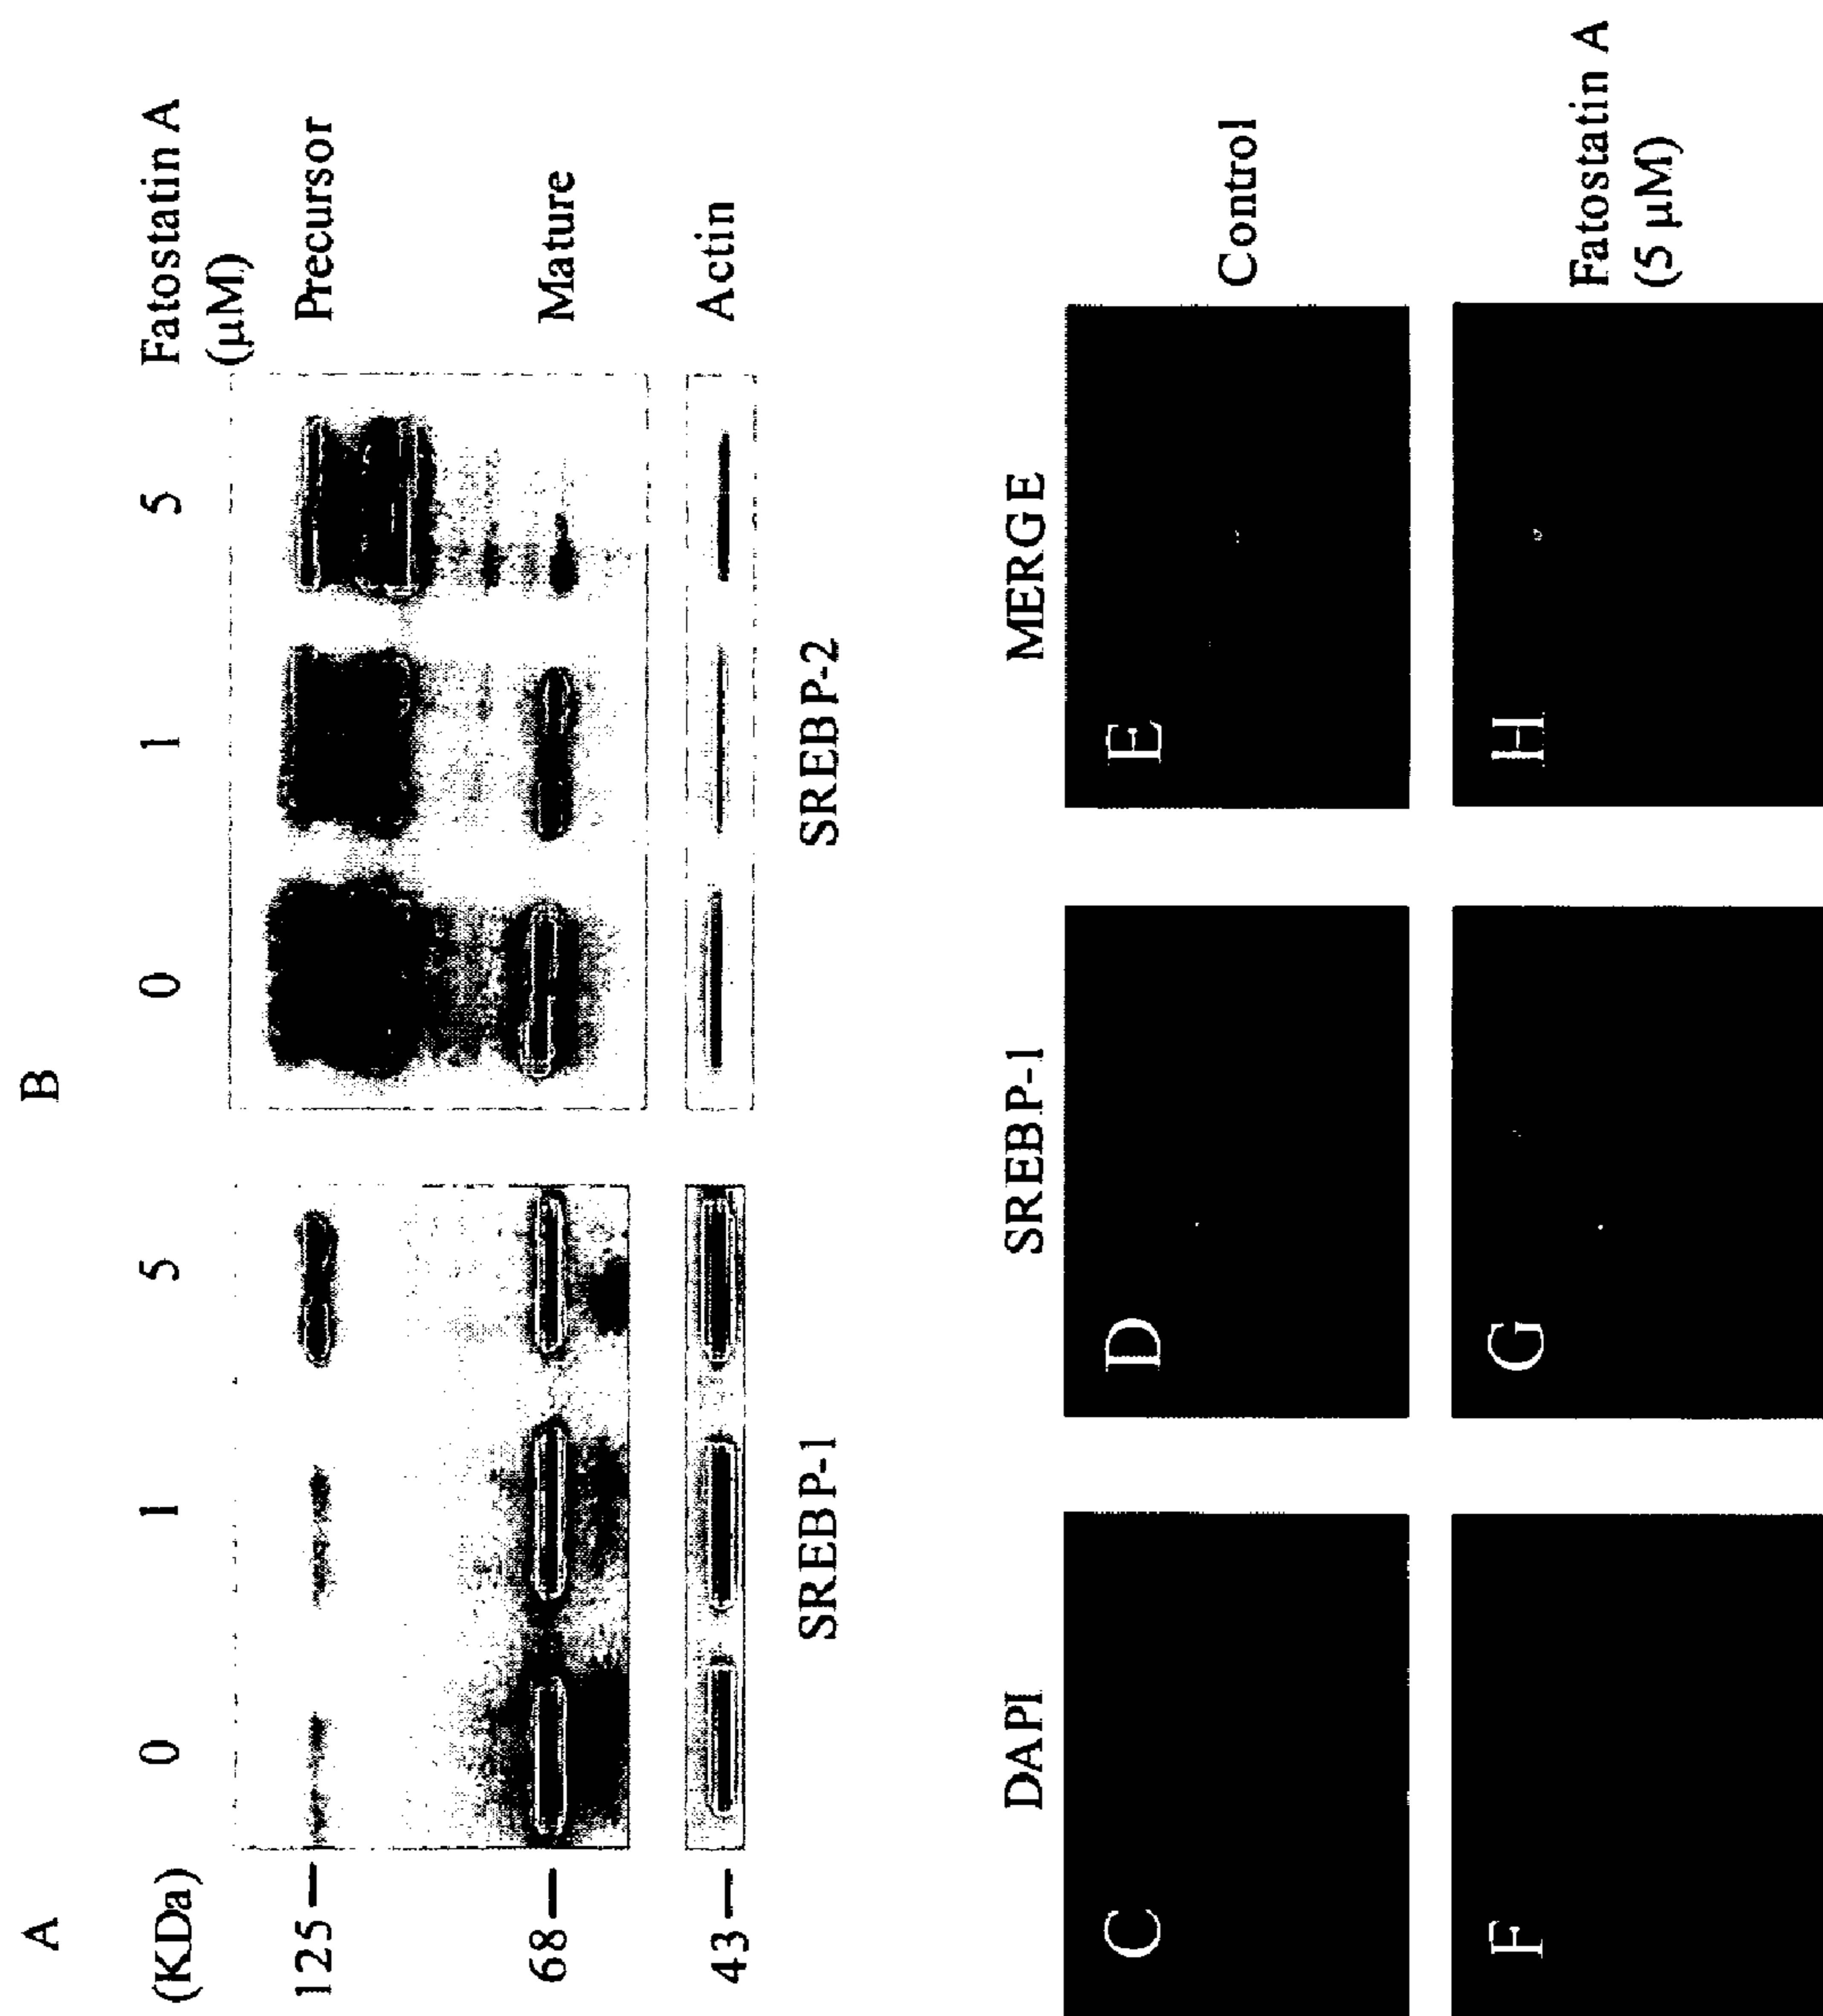 A
B
(KDa)
0
1
5
0
1
5
Fatostatin A
(μM)
125
Precursor
68
Mature
43
Actin
SREBP-1
SREBP-2
DAPI
SREBP-1
MERGE
C
D
E
Control
F
G
H
Fatostatin A
(5 μM)